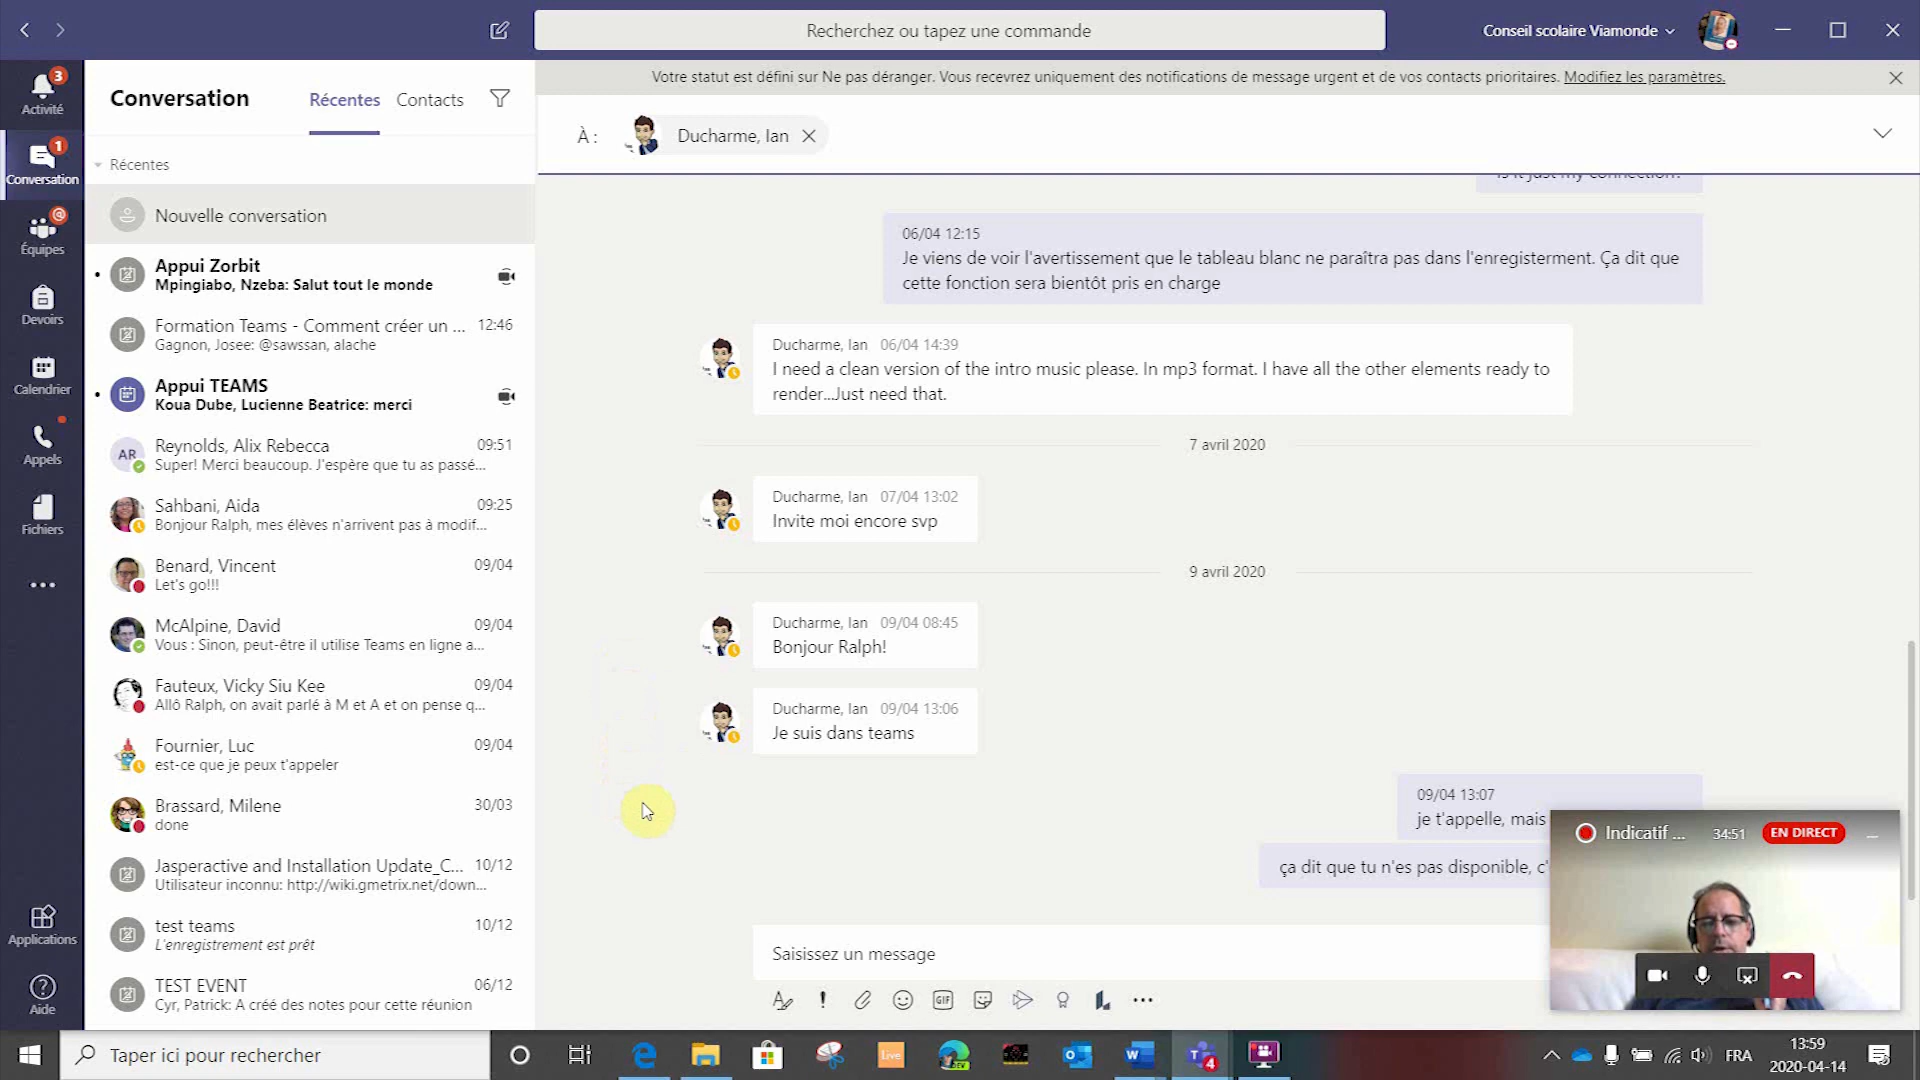 Recherchez ou tapez une commande
Conseil scolaire Viamonde
3
Activité
1
Conversation
@
Équipes
Devoirs
Calendrier
Appels
Fichiers
Applications
Aide
Conversation
Récentes
Contacts
Récentes
Nouvelle conversation
Appui Zorbit
Mpingiabo, Nzeba: Salut tout le monde
Formation Teams - Comment créer un ... 12:46
Gagnon, Josee: @sawssan, alache
Appui TEAMS
Koua Dube, Lucienne Beatrice: merci
AR
Reynolds, Alix Rebecca 09:51
Super! Merci beaucoup. J'espère que tu as passé...
Sahbani, Aida 09:25
Bonjour Ralph, mes élèves n'arrivent pas à modif...
Benard, Vincent 09/04
Let's go!!!
McAlpine, David 09/04
Vous : Sinon, peut-être il utilise Teams en ligne a...
Fauteux, Vicky Siu Kee 09/04
Allô Ralph, on avait parlé à M et A et on pense q...
Fournier, Luc 09/04
est-ce que je peux t'appeler
Brassard, Milene 30/03
done
Jasperactive and Installation Update_C... 10/12
Utilisateur inconnu: http://wiki.gmetrix.net/down...
test teams 10/12
L'enregistrement est prêt
TEST EVENT 06/12
Cyr, Patrick: A créé des notes pour cette réunion
Votre statut est défini sur Ne pas déranger. Vous recevrez uniquement des notifications de message urgent et de vos contacts prioritaires. Modifiez les paramètres.
À :
Ducharme, Ian
is it just my connection?
06/04 12:15
Je viens de voir l'avertissement que le tableau blanc ne paraîtra pas dans l'enregisterment. Ça dit que
cette fonction sera bientôt pris en charge
Ducharme, Ian 06/04 14:39
I need a clean version of the intro music please. In mp3 format. I have all the other elements ready to
render...Just need that.
7 avril 2020
Ducharme, Ian 07/04 13:02
Invite moi encore svp
9 avril 2020
Ducharme, Ian 09/04 08:45
Bonjour Ralph!
Ducharme, Ian 09/04 13:06
Je suis dans teams
09/04 13:07
je t'appelle, mais
ça dit que tu n'es pas disponible, c'
Indicatif ... 34:51 EN DIRECT
Saisissez un message
GIF
Taper ici pour rechercher
Live
DEV
4
FRA
13:59
2020-04-14